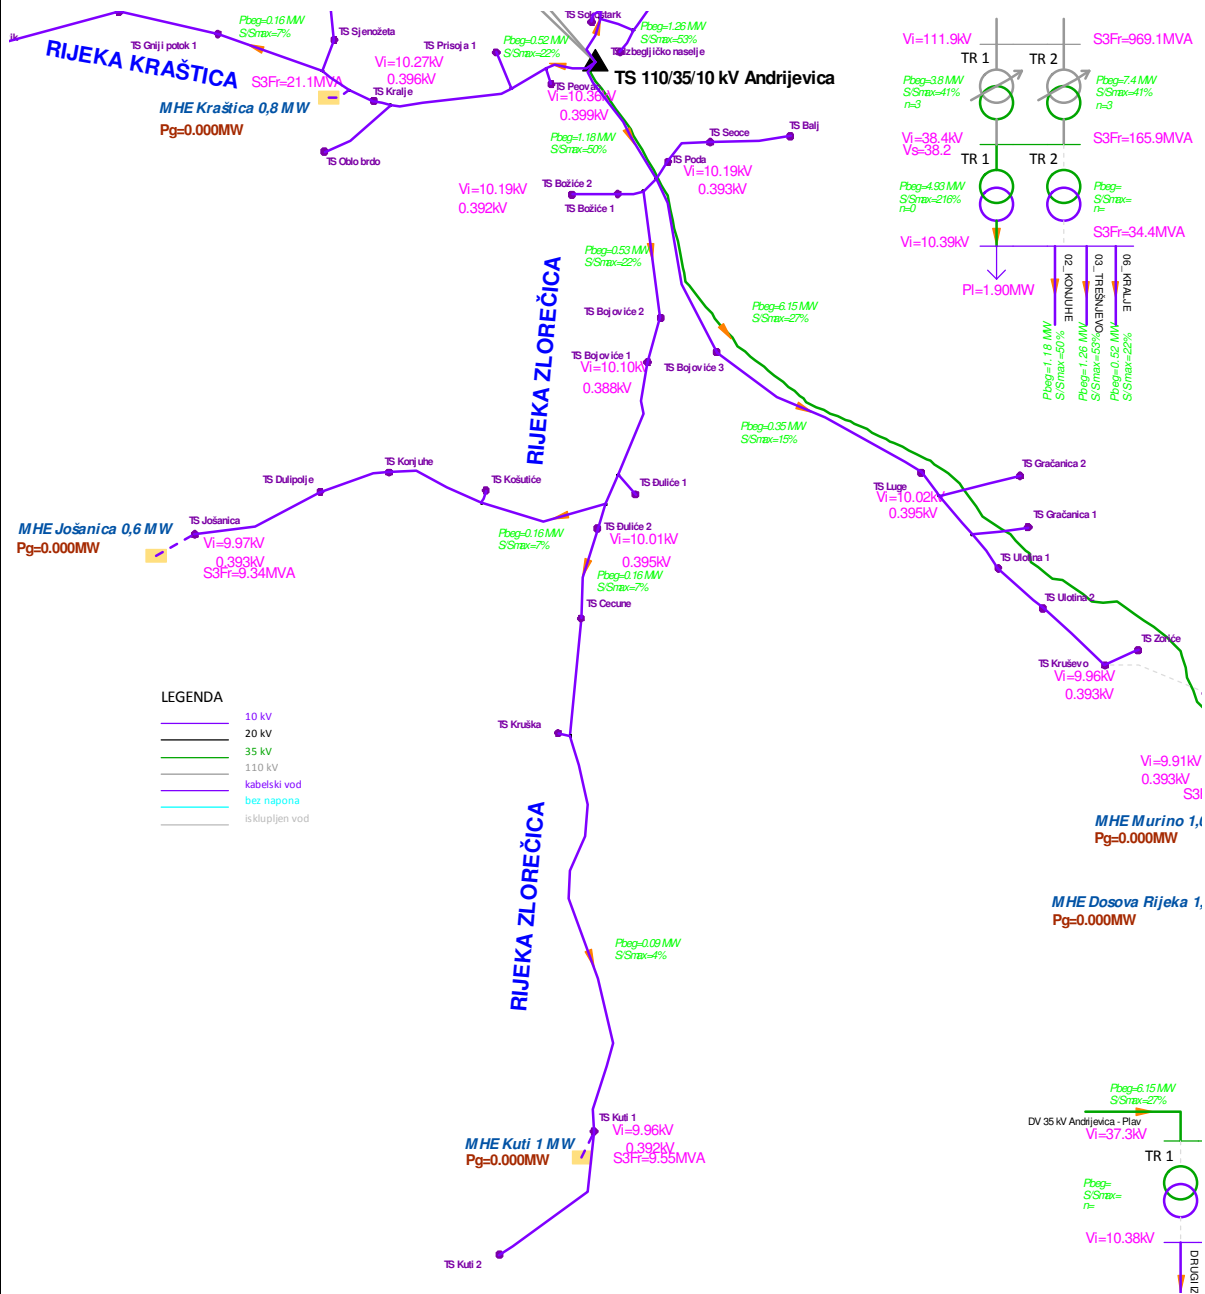 TS Sokostark
Pbeg=0.16 MW
S/Smax=7%
TS Sjenožeta
TS Gnjili potok 1
RIJEKA KRAŠTICA
S3Fr=21.1MVA
MHE Kraštica 0,8 MW
Pg=0.000MW
TS Kralje
TS Oblo brdo
Vi=10.27kV
0.396kV
TS Prisoja 1
Pbeg=0.52 MW
S/Smax=22%
Pbeg=1.26 MW
S/Smax=53%
TS 110/35/10 kV Andrijevica
TS Peovac
Vi=10.36kV
0.399kV
Pbeg=1.18 MW
S/Smax=50%
TS Seoce
TS Balj
TS Poda
Vi=10.19kV
0.393kV
Vi=10.19kV
0.392kV
TS Božiće 2
TS Božiće 1
Pbeg=0.53 MW
S/Smax=22%
RIJEKA ZLOREČICA
TS Bojoviće 2
TS Bojoviće 1
Vi=10.10kV
0.388kV
Pbeg=6.15 MW
S/Smax=27%
TS Bojoviće 3
Pbeg=0.35 MW
S/Smax=15%
Vi=111.9kV
S3Fr=969.1MVA
TR 1
TR 2
Pbeg=3.8 MW
S/Smax=41%
n=3
Pbeg=7.4 MW
S/Smax=41%
n=3
Vi=38.4kV
Vs=38.2
S3Fr=165.9MVA
TR 1
TR 2
Pbeg=4.93 MW
S/Smax=216%
n=0
Pbeg=
S/Smax=
n=
Vi=10.39kV
S3Fr=34.4MVA
Pl=1.90MW
02_KONJUHE
03_TREŠNJEVO
06_KRALJE
Pbeg=1.18 MW
S/Smax=50%
Pbeg=1.26 MW
S/Smax=53%
Pbeg=0.52 MW
S/Smax=22%
TS Dulipolje
TS Konjuhe
TS Košutiće
TS Đuliće 1
TS Jošanica
MHE Jošanica 0,6 MW
Pg=0.000MW
Vi=9.97kV
0.393kV
S3Fr=9.34MVA
Pbeg=0.16 MW
S/Smax=7%
TS Đuliće 2
Vi=10.01kV
0.395kV
Pbeg=0.16 MW
S/Smax=7%
TS Cecune
TS Luge
Vi=10.02kV
0.395kV
TS Gračanica 2
TS Gračanica 1
TS Ulotina 1
TS Ulotina 2
TS Zoriće
TS Kruševo
Vi=9.96kV
0.393kV
LEGENDA
10 kV
20 kV
35 kV
110 kV
kabelski vod
bez napona
isklupljen vod
TS Kruška
RIJEKA ZLOREČICA
Vi=9.91kV
0.393kV
MHE Murino 1,
Pg=0.000MW
MHE Dosova Rijeka 1,
Pg=0.000MW
Pbeg=0.09 MW
S/Smax=4%
TS Kuti 1
Vi=9.96kV
0.392kV
S3Fr=9.55MVA
MHE Kuti 1 MW
Pg=0.000MW
TS Kuti 2
Pbeg=6.15 MW
S/Smax=27%
DV 35 kV Andrijevica - Plav
Vi=37.3kV
TR 1
Pbeg=
S/Smax=
n=
Vi=10.38kV
DRUGI IZ